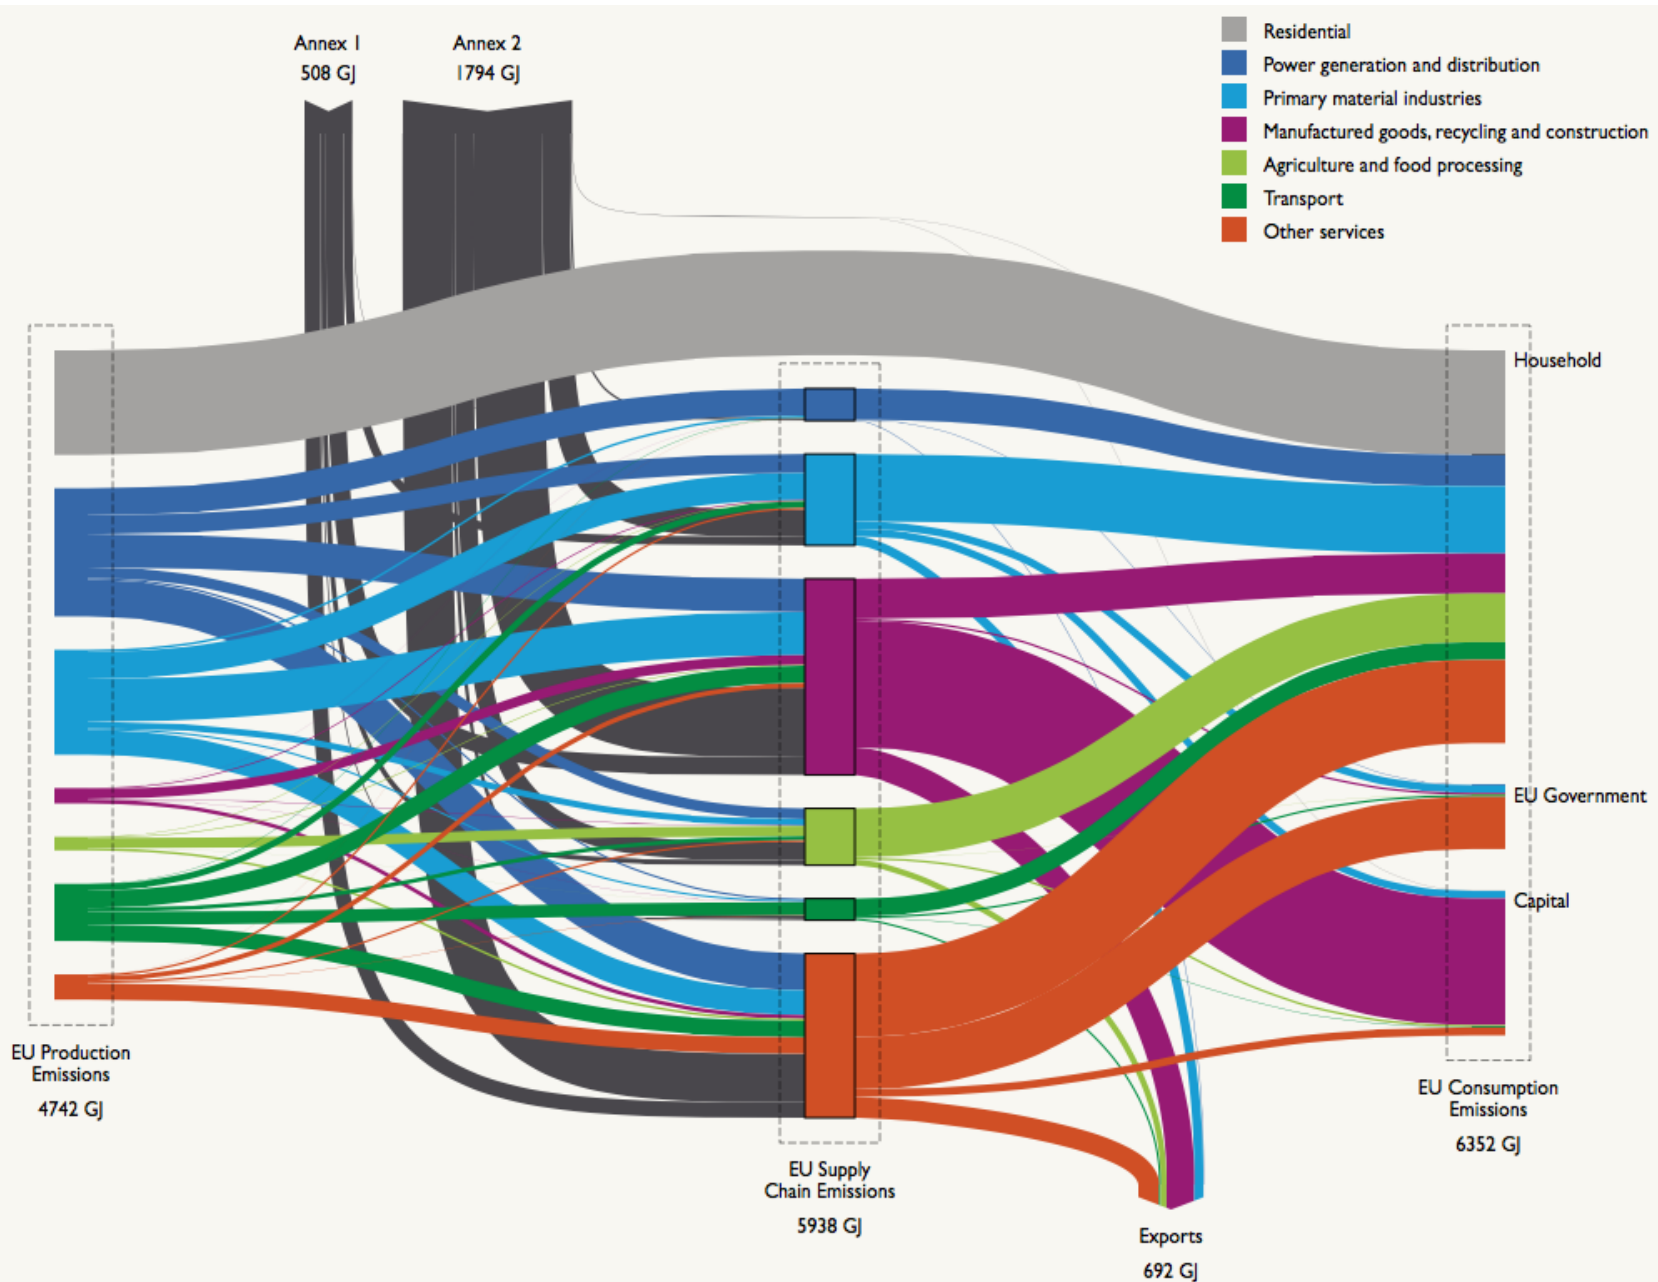 Annex 1
508 GJ
Annex 2
1794 GJ
Residential
Power generation and distribution
Primary material industries
Manufactured goods, recycling and construction
Agriculture and food processing
Transport
Other services
Household
EU Government
Capital
EU Production
Emissions
4742 GJ
EU Supply
Chain Emissions
5938 GJ
EU Consumption
Emissions
6352 GJ
Exports
692 GJ